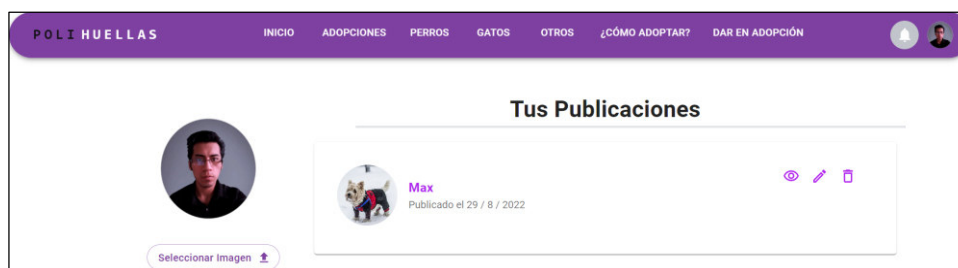 POLI HUELLAS INICIO ADOPCIONES PERROS GATOS OTROS ¿CÓMO ADOPTAR? DAR EN ADOPCIÓN
Tus Publicaciones
Max
Publicado el 29 / 8 / 2022
Seleccionar Imagen